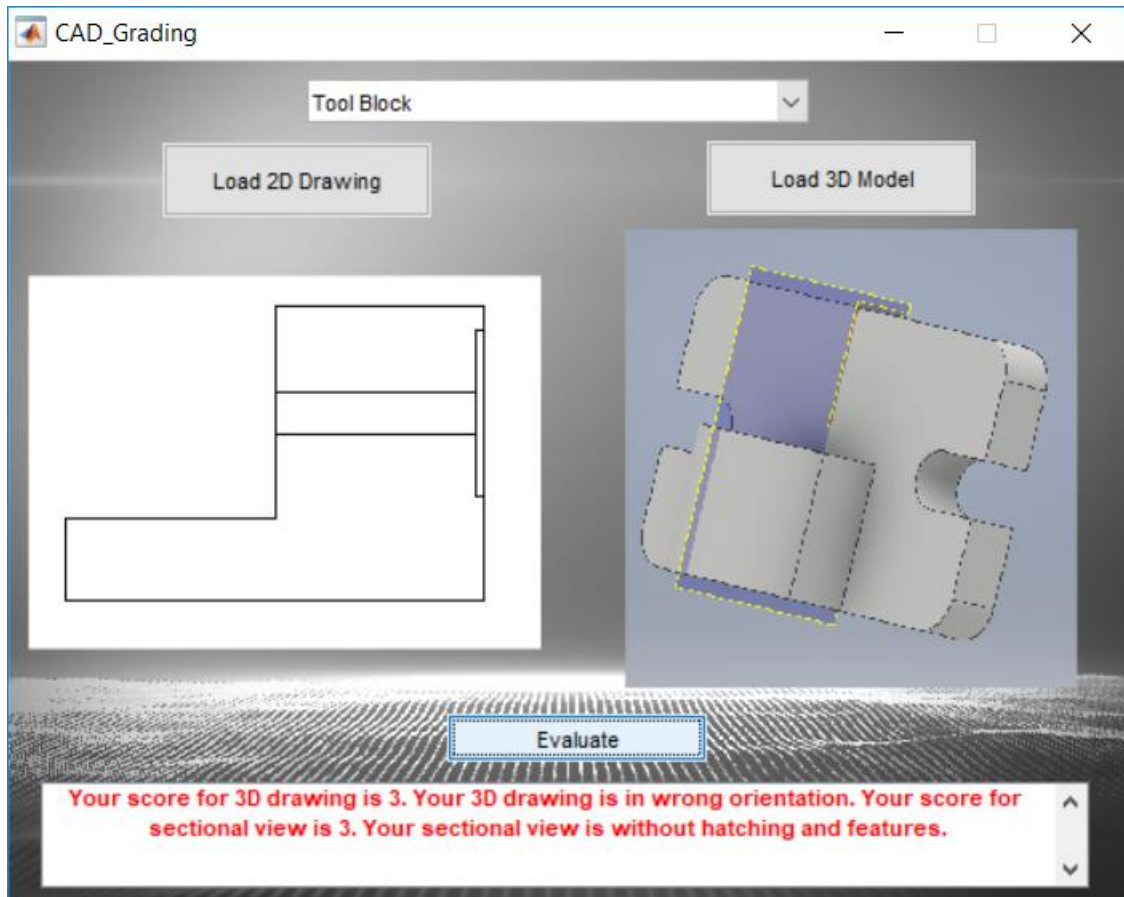 CAD_Grading
Tool Block
Load 2D Drawing
Load 3D Model
Evaluate
Your score for 3D drawing is 3. Your 3D drawing is in wrong orientation. Your score for
sectional view is 3. Your sectional view is without hatching and features.